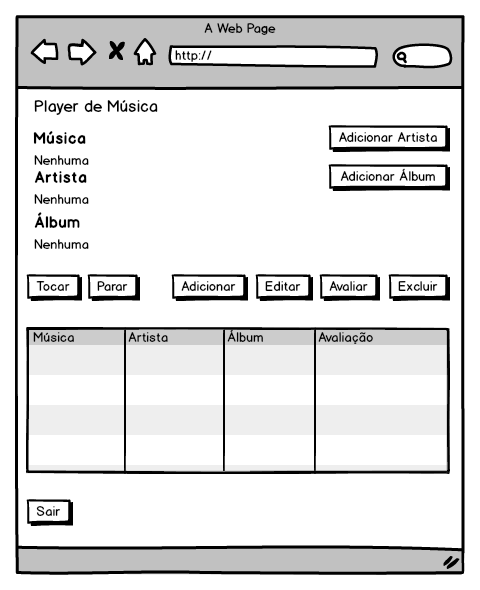 A Web Page
http://
Player de Música
Música
Adicionar Artista
Nenhuma
Artista
Adicionar Álbum
Nenhuma
Álbum
Nenhuma
Tocar Parar Adicionar Editar Avaliar Excluir
Música Artista Álbum Avaliação
Sair